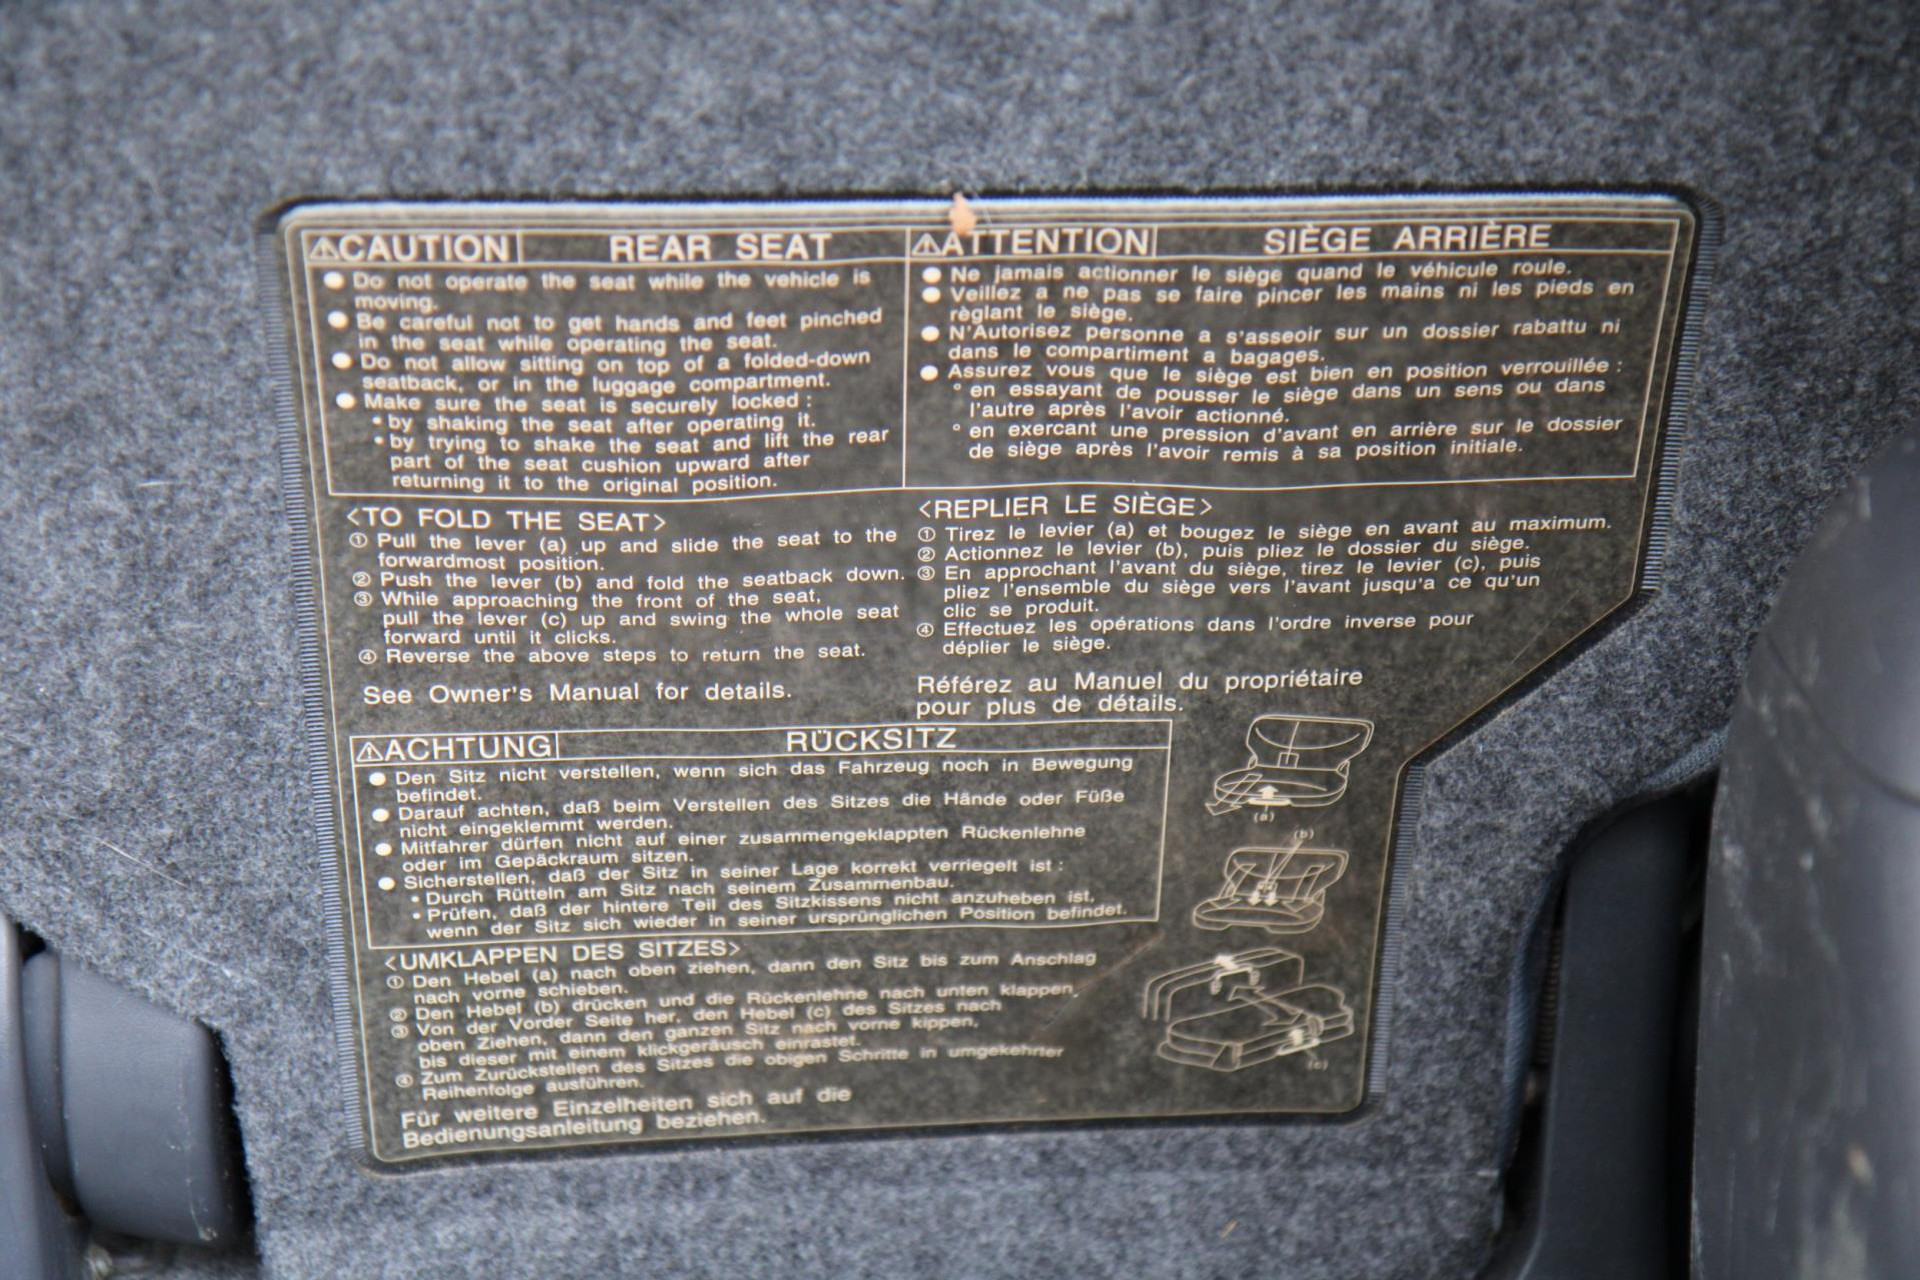 ⚠CAUTION REAR SEAT
● Do not operate the seat while the vehicle is
moving.
● Be careful not to get hands and feet pinched
in the seat while operating the seat.
● Do not allow sitting on top of a folded-down
seatback, or in the luggage compartment.
● Make sure the seat is securely locked :
• by shaking the seat after operating it.
• by trying to shake the seat and lift the rear
part of the seat cushion upward after
returning it to the original position.
<TO FOLD THE SEAT>
① Pull the lever (a) up and slide the seat to the
forwardmost position.
② Push the lever (b) and fold the seatback down.
③ While approaching the front of the seat,
pull the lever (c) up and swing the whole seat
forward until it clicks.
④ Reverse the above steps to return the seat.
See Owner's Manual for details.
⚠ATTENTION SIÈGE ARRIÈRE
● Ne jamais actionner le siège quand le véhicule roule.
● Veillez a ne pas se faire pincer les mains ni les pieds en
règlant le siège.
● N'Autorisez personne a s'asseoir sur un dossier rabattu ni
dans le compartiment a bagages.
● Assurez vous que le siège est bien en position verrouillée :
° en essayant de pousser le siège dans un sens ou dans
l'autre après l'avoir actionné.
° en exercant une pression d'avant en arrière sur le dossier
de siège après l'avoir remis à sa position initiale.
<REPLIER LE SIÈGE>
① Tirez le levier (a) et bougez le siège en avant au maximum.
② Actionnez le levier (b), puis pliez le dossier du siège.
③ En approchant l'avant du siège, tirez le levier (c), puis
pliez l'ensemble du siège vers l'avant jusqu'a ce qu'un
clic se produit.
④ Effectuez les opérations dans l'ordre inverse pour
déplier le siège.
Référez au Manuel du propriétaire
pour plus de détails.
⚠ACHTUNG RÜCKSITZ
● Den Sitz nicht verstellen, wenn sich das Fahrzeug noch in Bewegung
befindet.
● Darauf achten, daß beim Verstellen des Sitzes die Hände oder Füße
nicht eingeklemmt werden.
● Mitfahrer dürfen nicht auf einer zusammengeklappten Rückenlehne
oder im Gepäckraum sitzen.
● Sicherstellen, daß der Sitz in seiner Lage korrekt verriegelt ist :
• Durch Rütteln am Sitz nach seinem Zusammenbau.
• Prüfen, daß der hintere Teil des Sitzkissens nicht anzuheben ist,
wenn der Sitz sich wieder in seiner ursprünglichen Position befindet.
<UMKLAPPEN DES SITZES>
① Den Hebel (a) nach oben ziehen, dann den Sitz bis zum Anschlag
nach vorne schieben.
② Den Hebel (b) drücken und die Rückenlehne nach unten klappen,
③ Von der Vorder Seite her, den Hebel (c) des Sitzes nach
oben Ziehen, dann den ganzen Sitz nach vorne kippen,
bis dieser mit einem klickgeräusch einrastet.
④ Zum Zurückstellen des Sitzes die obigen Schritte in umgekehrter
Reihenfolge ausführen.
Für weitere Einzelheiten sich auf die
Bedienungsanleitung beziehen.
(a)
(b)
(c)